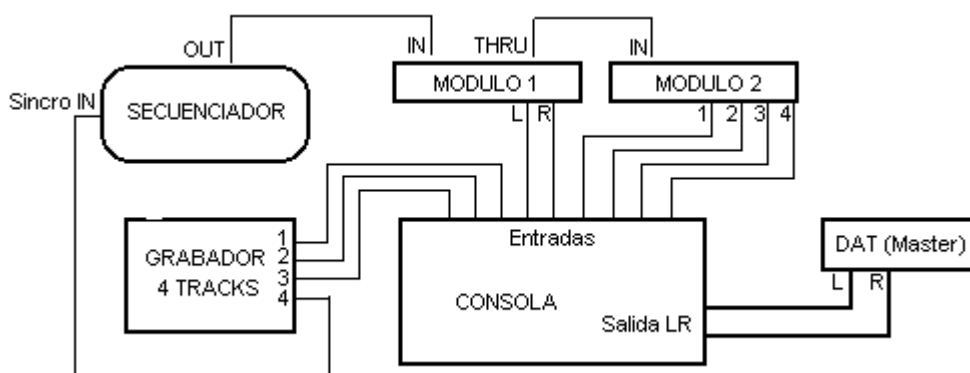 OUT
IN
THRU
IN
Sincro IN
SECUENCIADOR
MODULO 1
L R
MODULO 2
1 2 3 4
GRABADOR
4 TRACKS
1
2
3
4
Entradas
CONSOLA
Salida LR
DAT (Master)
L R